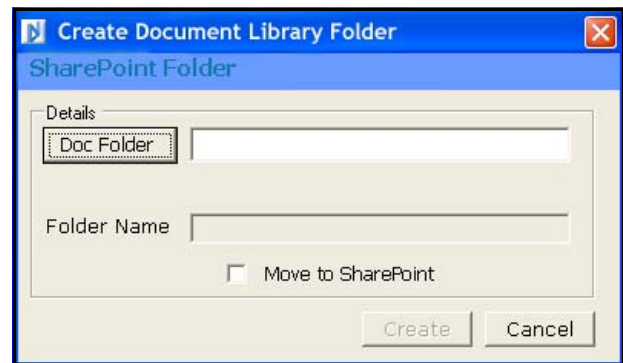 Create Document Library Folder
SharePoint Folder
Details
Doc Folder
Folder Name
Move to SharePoint
Create Cancel